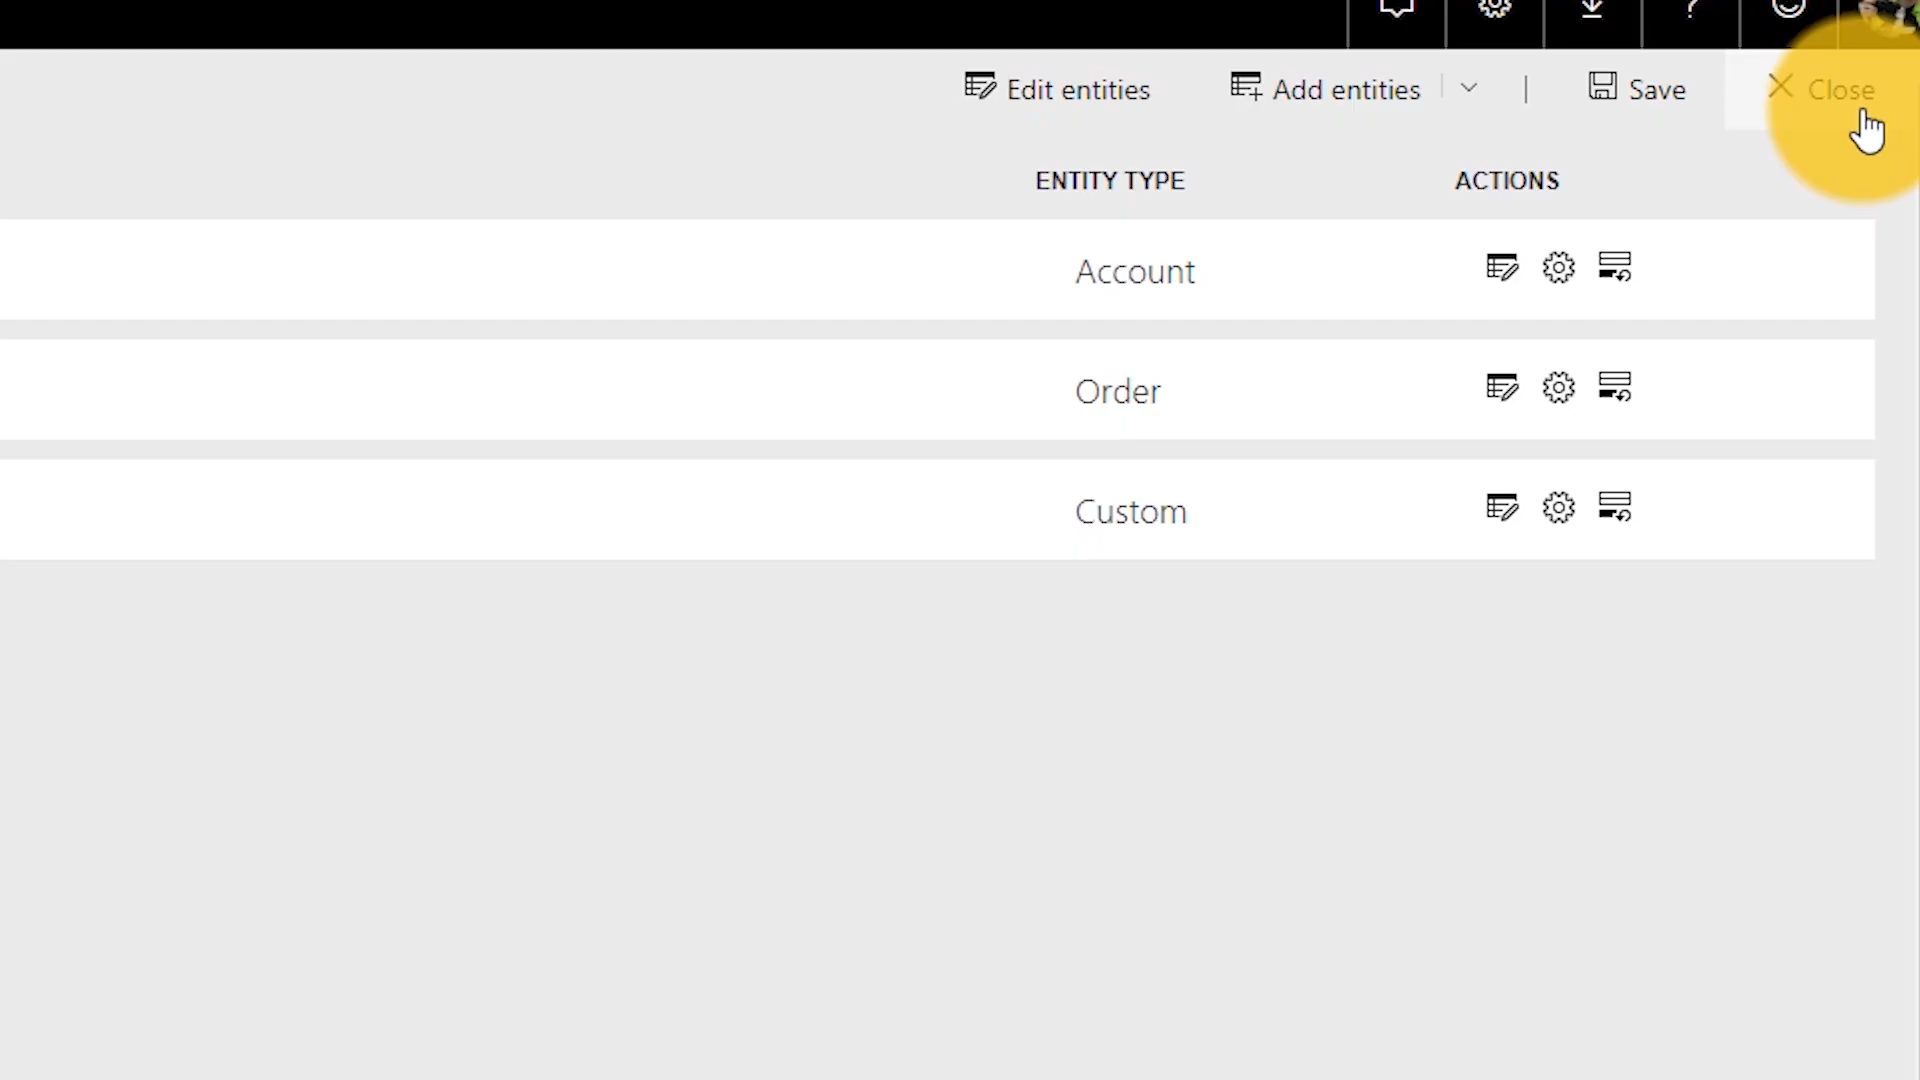 Edit entities Add entities | Save Close
ENTITY TYPE ACTIONS
Account
Order
Custom